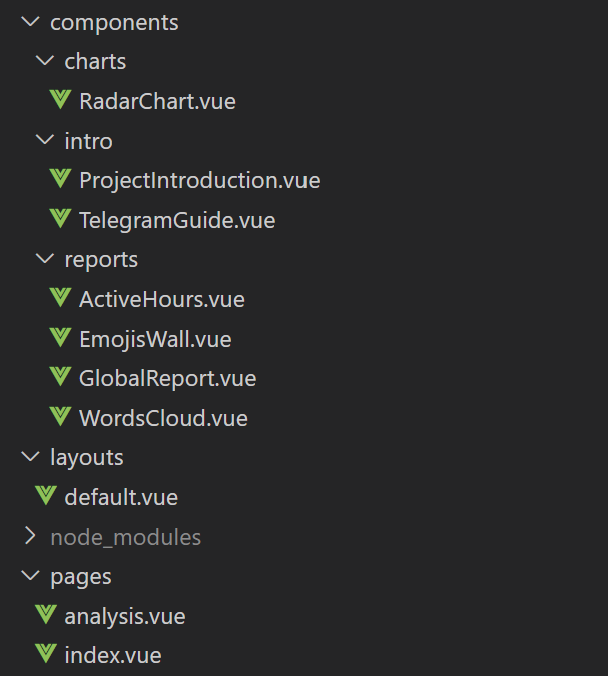 components
charts
RadarChart.vue
intro
ProjectIntroduction.vue
TelegramGuide.vue
reports
ActiveHours.vue
EmojisWall.vue
GlobalReport.vue
WordsCloud.vue
layouts
default.vue
node_modules
pages
analysis.vue
index.vue